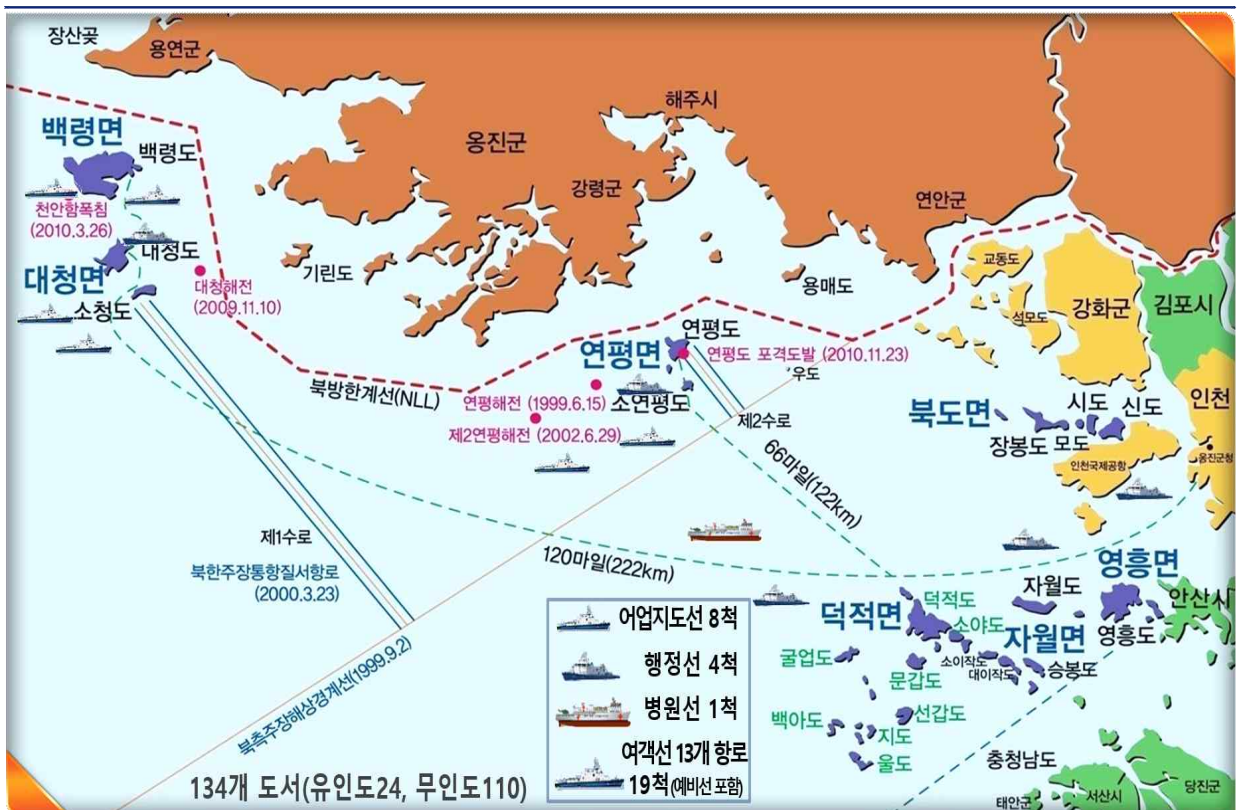 장산곶
용연군
해주시
옹진군
강령군
연안군
백령면
백령도
천안함폭침
(2010.3.26)
대청도
대청면
대청해전
(2009.11.10)
소청도
기린도
용매도
교동도
석모도
강화군
김포시
연평도
연평면
연평도 포격도발 (2010.11.23)
우도
북방한계선(NLL)
연평해전 (1999.6.15)
소연평도
제2연평해전 (2002.6.29)
제2수로
북도면
시도
신도
장봉도
모도
인천
옹진군청
인천국제공항
66마일(122km)
120마일(222km)
제1수로
북한주장통항질서항로
(2000.3.23)
북측주장해상경계선(1999.9.2)
영흥면
자월도
안산시
영흥도
덕적면
덕적도
소야도
자월면
굴업도
소이작도
대이작도
승봉도
문갑도
백아도
선갑도
지도
울도
충청남도
서산시
당진군
태안군
어업지도선 8척
행정선 4척
병원선 1척
여객선 13개 항로
19척(예비선 포함)
134개 도서(유인도24, 무인도110)